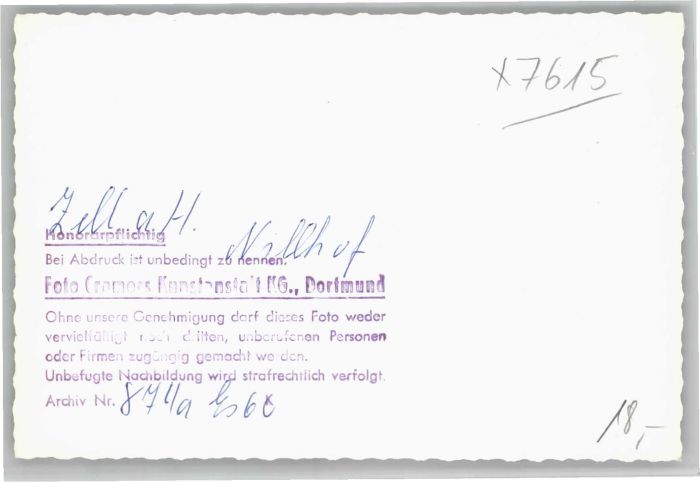 x7615
Zell a H.
Nillhof
Honorarpflichtig
Bei Abdruck ist unbedingt zu nennen:
Foto Cramers Kunstanstalt KG., Dortmund
Ohne unsere Genehmigung darf dieses Foto weder
vervielfältigt noch dritten, unberufenen Personen
oder Firmen zugängig gemacht werden.
Unbefugte Nachbildung wird strafrechtlich verfolgt.
Archiv Nr. 874a
18,-